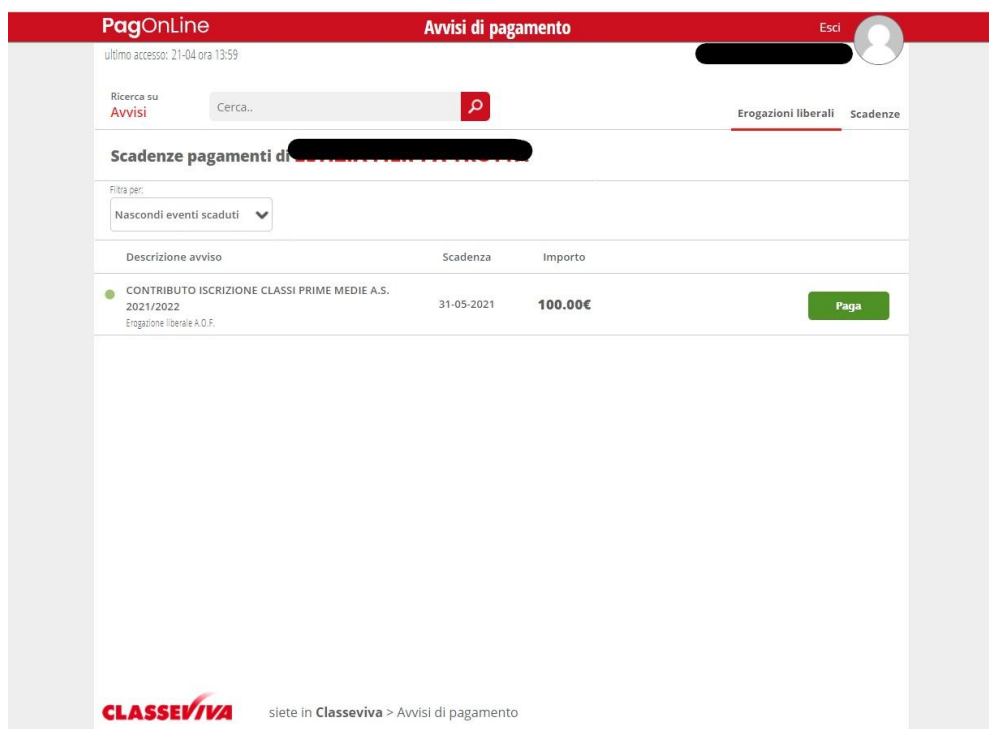 PagOnLine
Avvisi di pagamento
Esci
ultimo accesso: 21-04 ora 13:59
Ricerca su
Avvisi
Cerca..
Erogazioni liberali
Scadenze
Scadenze pagamenti di
Filtra per:
Nascondi eventi scaduti
Descrizione avviso
Scadenza
Importo
CONTRIBUTO ISCRIZIONE CLASSI PRIME MEDIE A.S.
2021/2022
Erogazione liberale A.O.F.
31-05-2021
100.00€
Paga
CLASSEVIVA
siete in Classeviva > Avvisi di pagamento